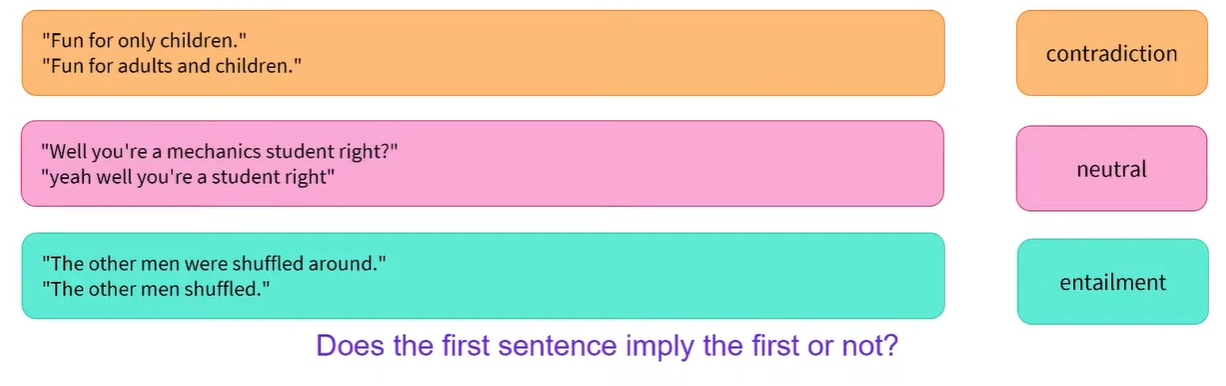 "Fun for only children."
"Fun for adults and children."
contradiction
"Well you're a mechanics student right?"
"yeah well you're a student right"
neutral
"The other men were shuffled around."
"The other men shuffled."
entailment
Does the first sentence imply the first or not?